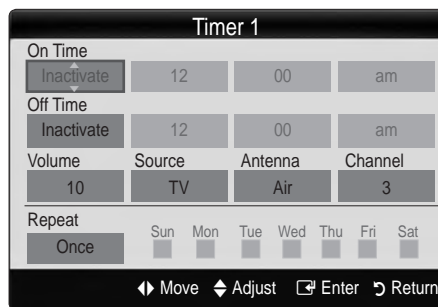 Timer 1
On Time
Inactivate 12 00 am
Off Time
Inactivate 12 00 am
Volume Source Antenna Channel
10 TV Air 3
Repeat Sun Mon Tue Wed Thu Fri Sat
Once
Move Adjust Enter Return